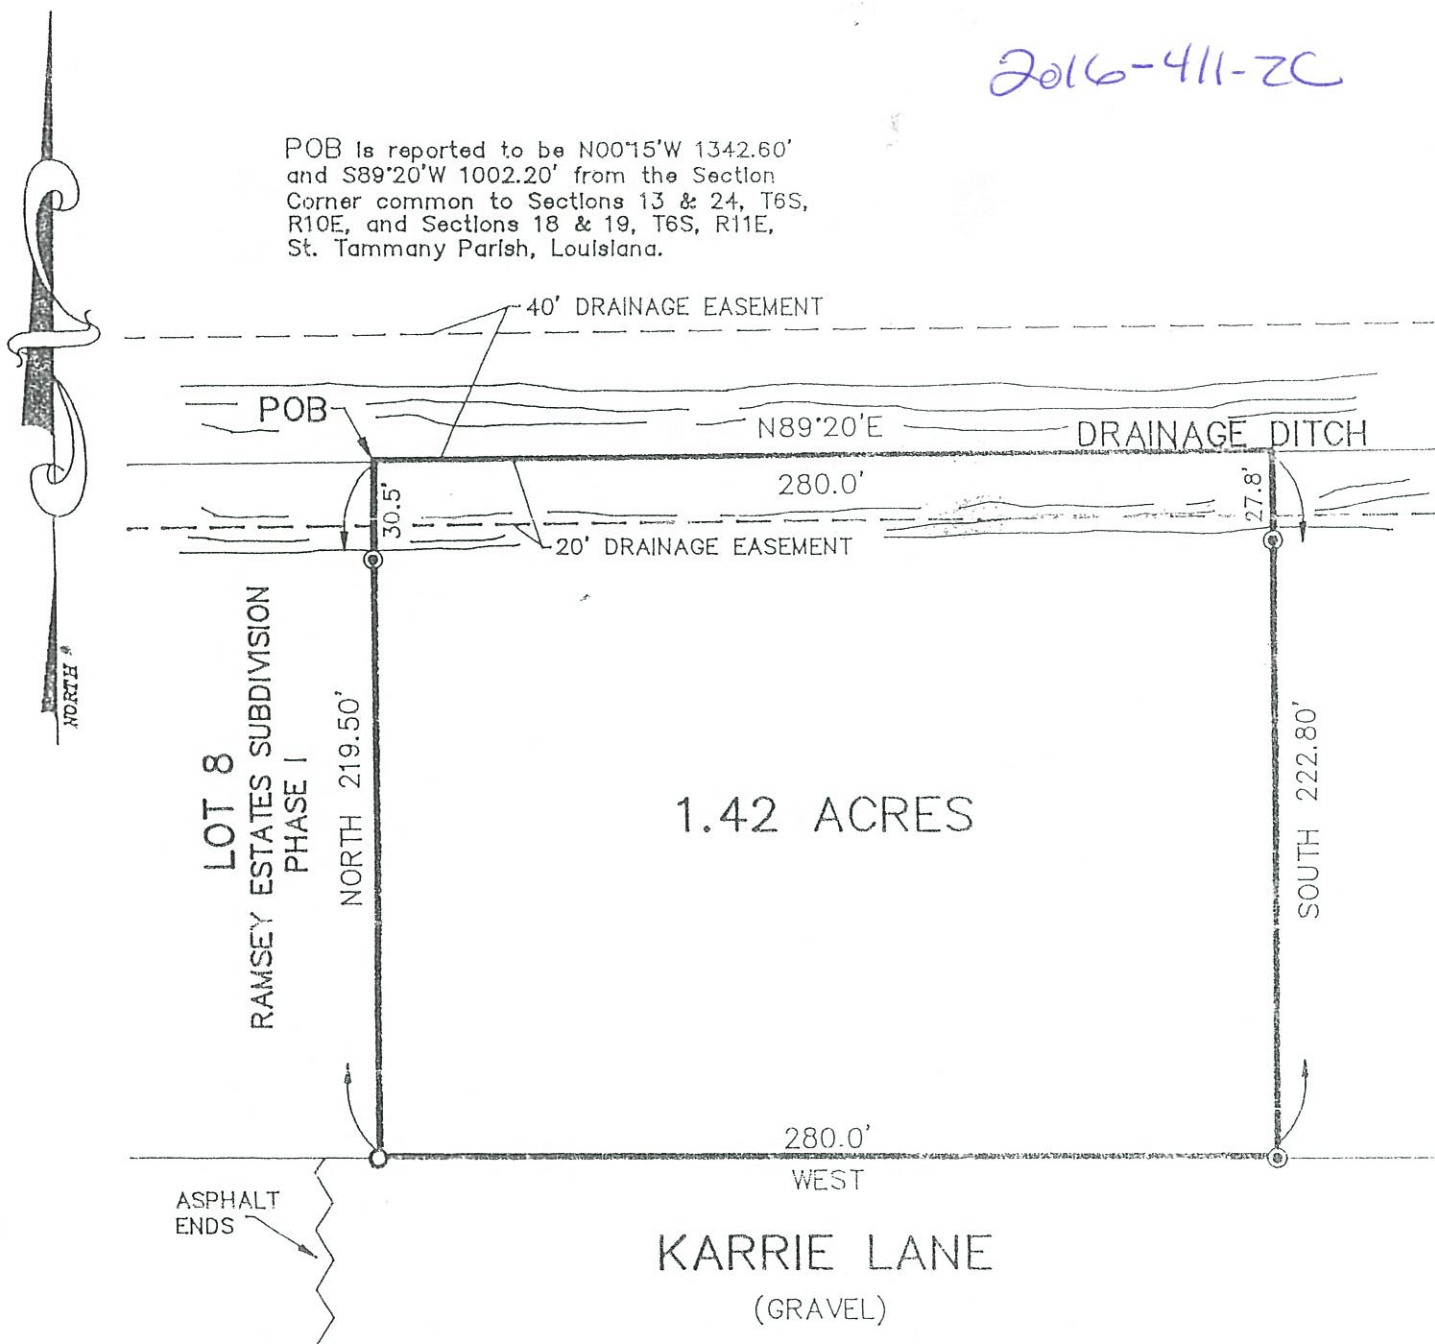 2016-411-ZC
POB is reported to be N00°15'W 1342.60'
and S89°20'W 1002.20' from the Section
Corner common to Sections 13 & 24, T6S,
R10E, and Sections 18 & 19, T6S, R11E,
St. Tammany Parish, Louisiana.
40' DRAINAGE EASEMENT
POB
N89°20'E
DRAINAGE DITCH
280.0'
30.5'
27.8'
20' DRAINAGE EASEMENT
NORTH
LOT 8
RAMSEY ESTATES SUBDIVISION
PHASE I
NORTH 219.50'
1.42 ACRES
SOUTH 222.80'
280.0'
WEST
ASPHALT
ENDS
KARRIE LANE
(GRAVEL)